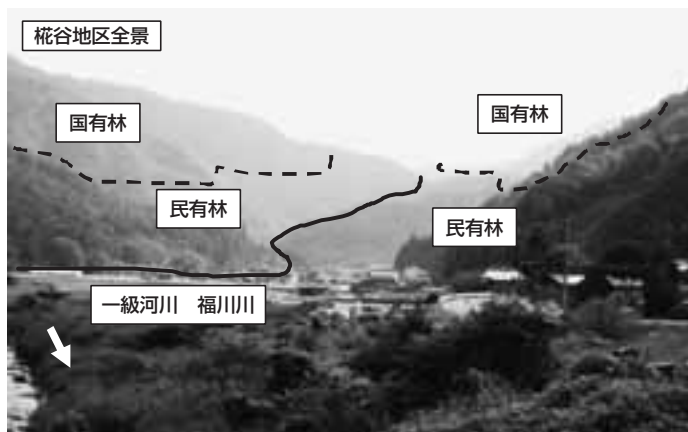 椛谷地区全景
国有林
国有林
民有林
民有林
一級河川　福川川